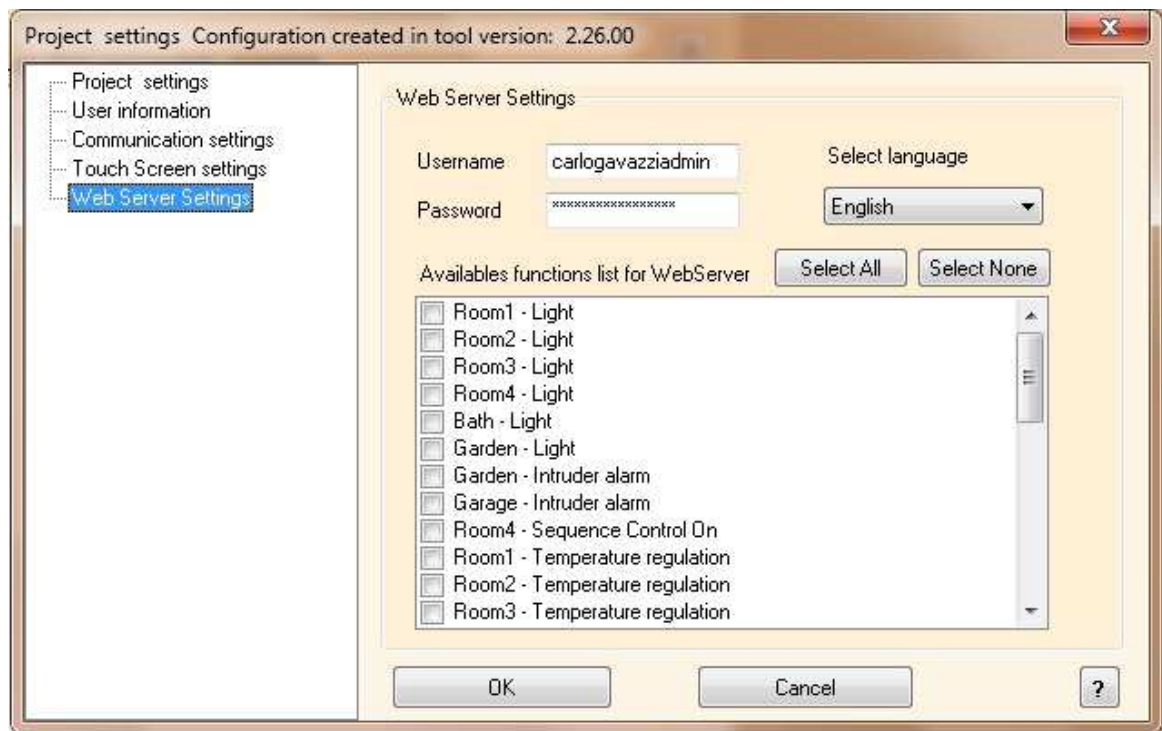 Project settings Configuration created in tool version: 2.26.00
Project settings
User information
Communication settings
Touch Screen settings
Web Server Settings
Web Server Settings
Username carlogavazziadmin Select language
Password ***************** English
Availables functions list for WebServer Select All Select None
Room1 - Light
Room2 - Light
Room3 - Light
Room4 - Light
Bath - Light
Garden - Light
Garden - Intruder alarm
Garage - Intruder alarm
Room4 - Sequence Control On
Room1 - Temperature regulation
Room2 - Temperature regulation
Room3 - Temperature regulation
OK Cancel ?